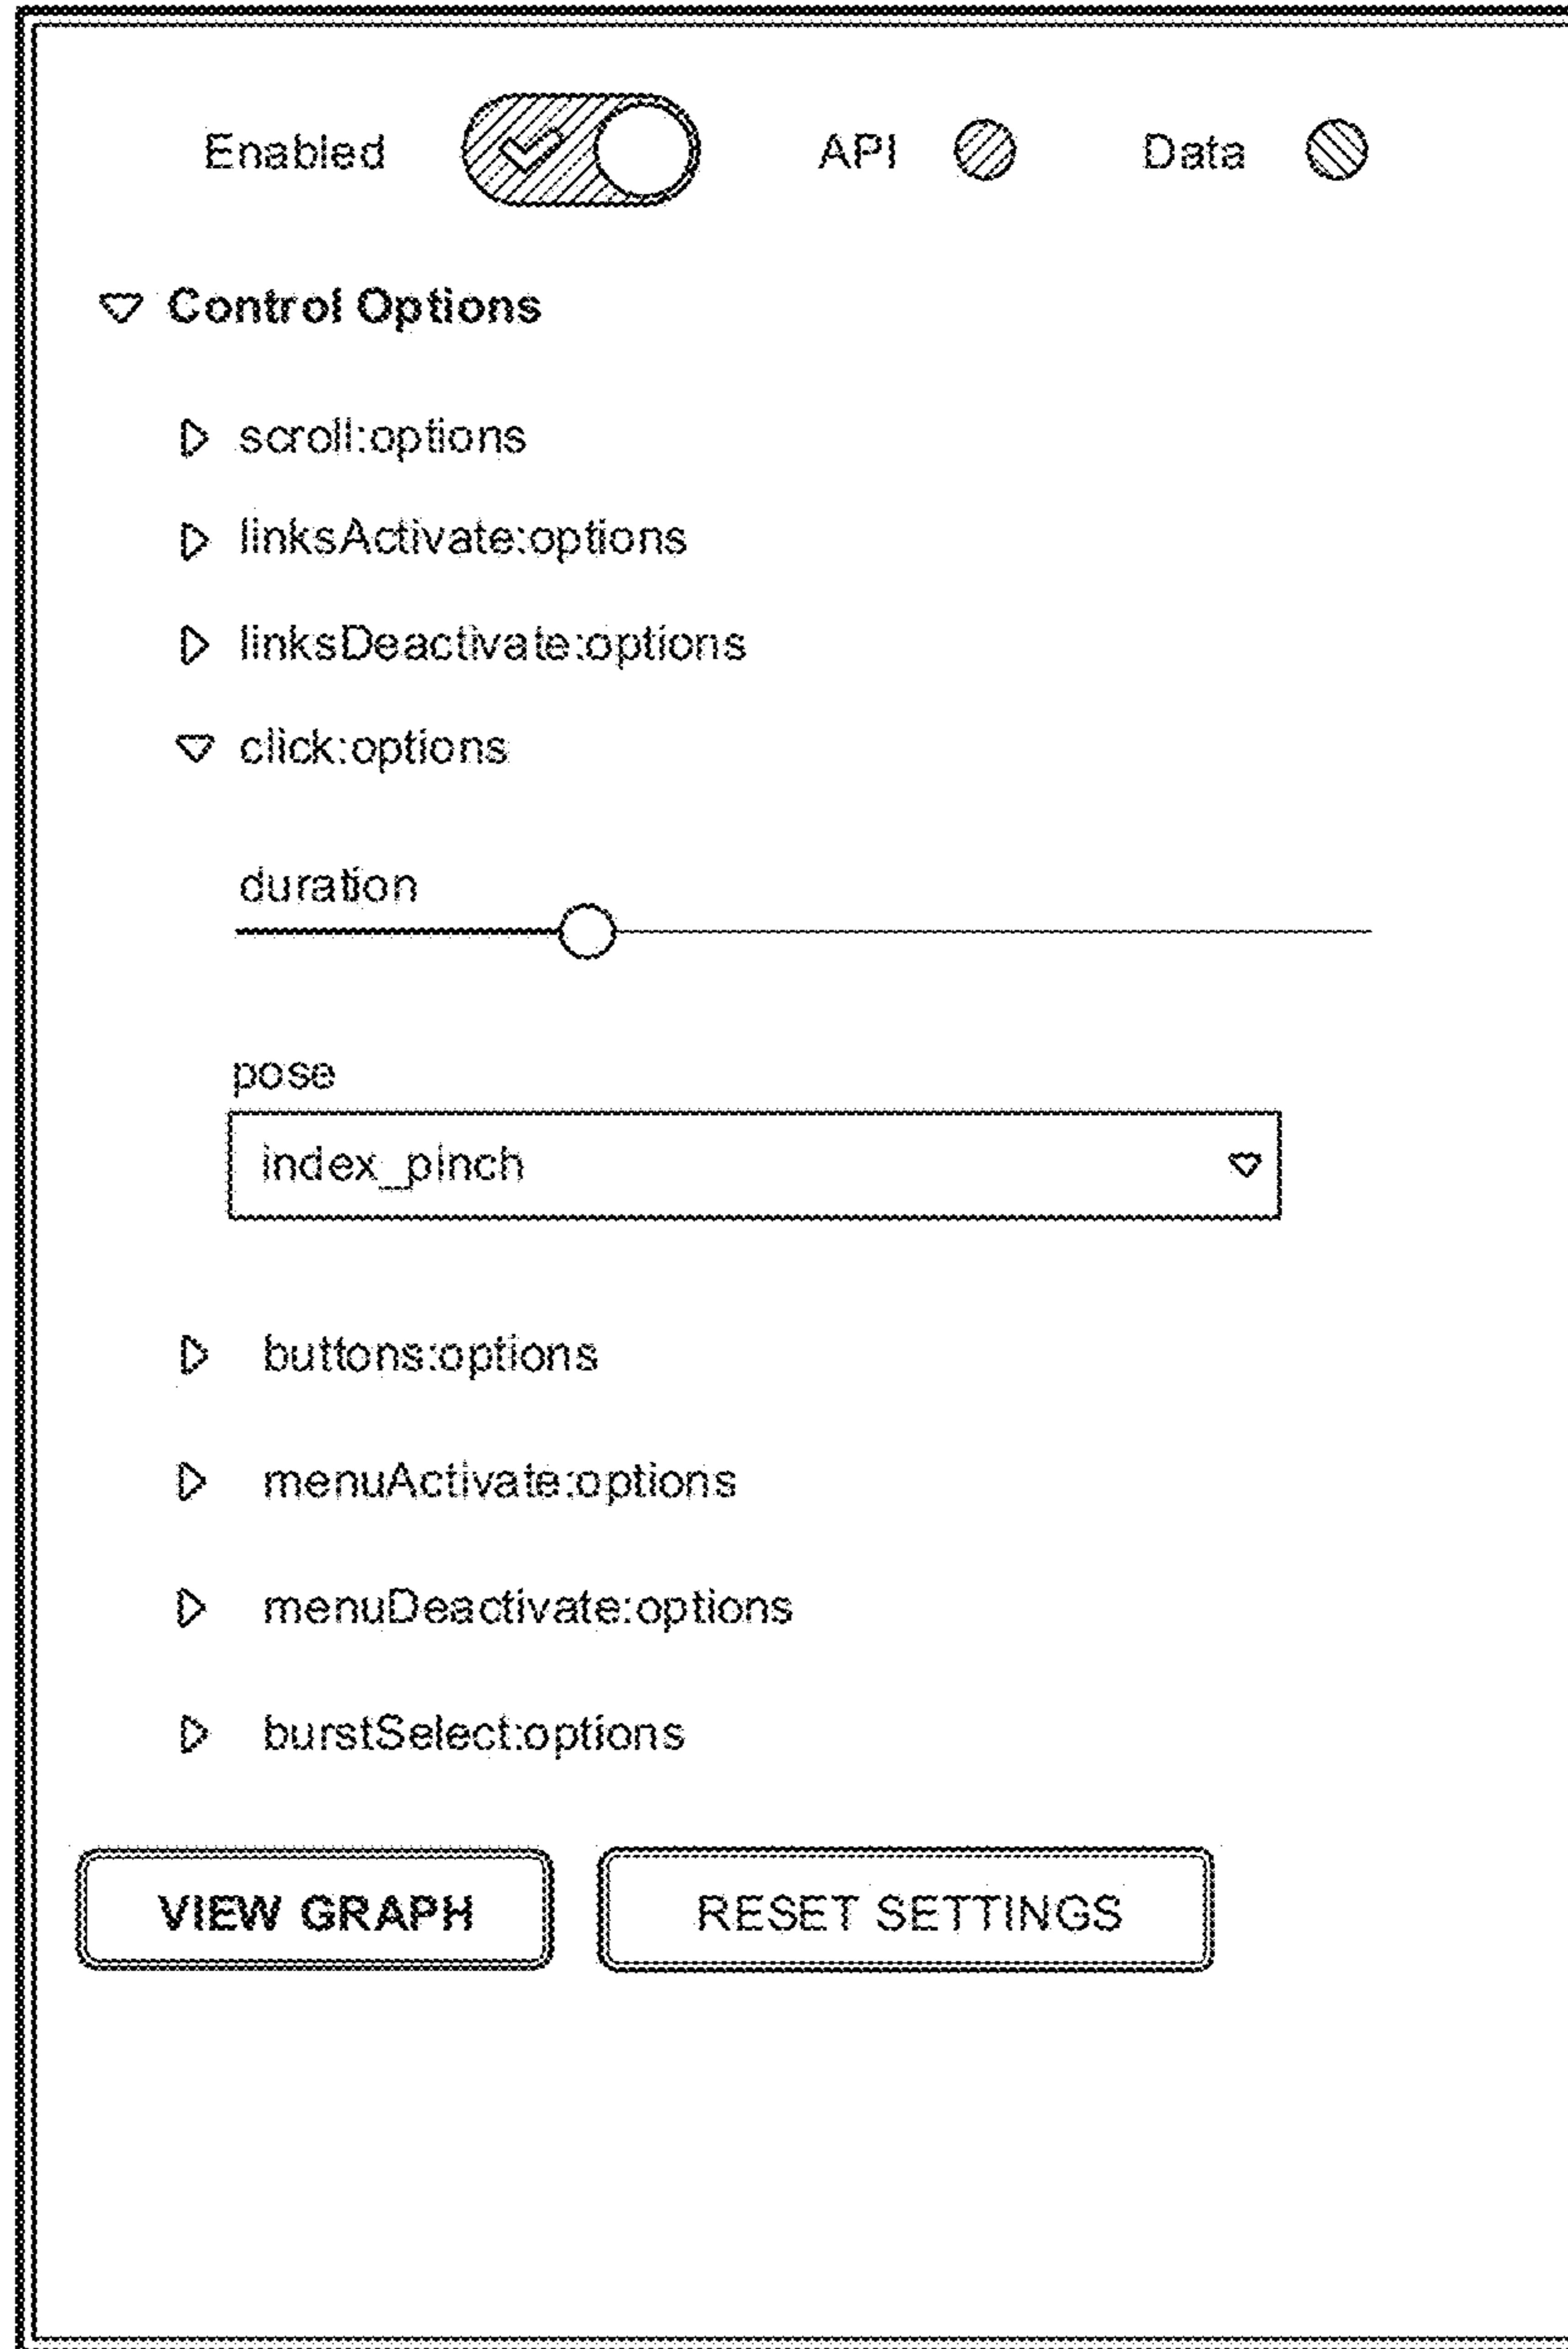 Enabled API Data
Control Options
scroll:options
linksActivate:options
linksDeactivate:options
click:options
duration
pose
index_pinch
buttons:options
menuActivate:options
menuDeactivate:options
burstSelect:options
VIEW GRAPH RESET SETTINGS